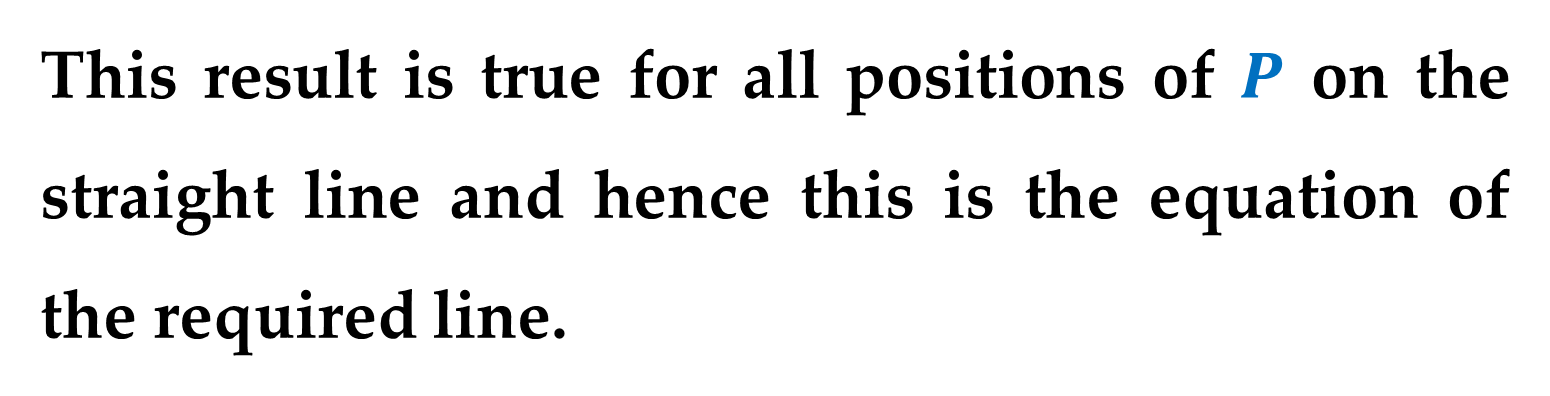 This result is true for all positions of P on the
straight line and hence this is the equation of
the required line.